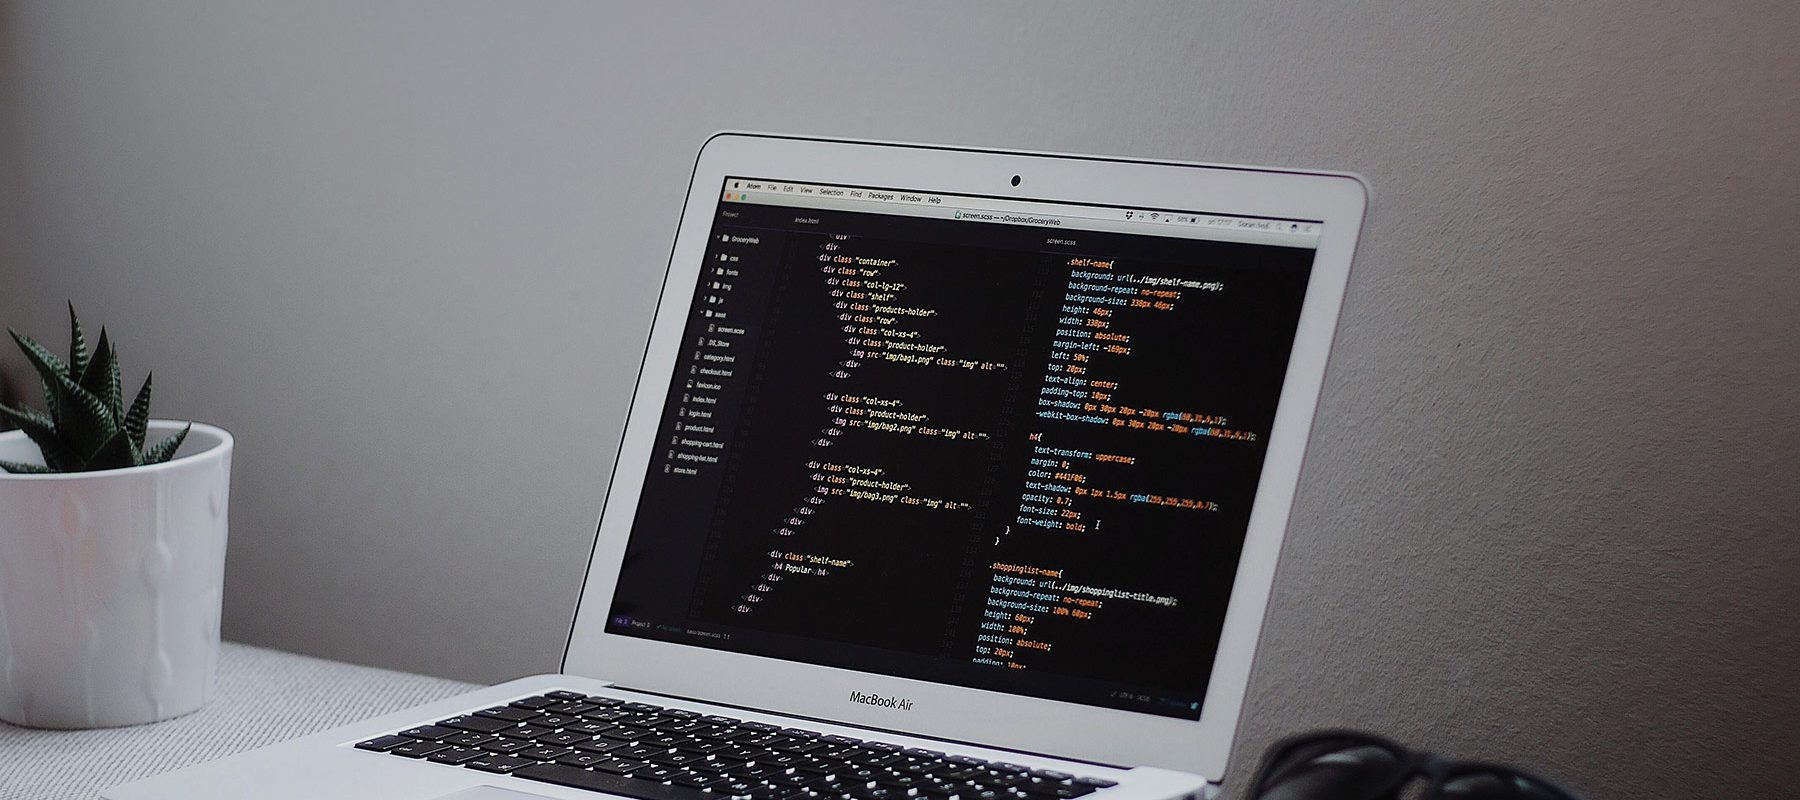 Atom File Edit View Selection Find Packages Window Help
screen.scss — ~/Dropbox/GroceryWeb
Project
GroceryWeb
css
fonts
img
js
sass
screen.scss
.DS_Store
category.html
checkout.html
favicon.ico
index.html
login.html
product.html
shopping-cart.html
shopping-list.html
store.html
index.html
</div>
</div>
<div class="container">
<div class="row">
<div class="col-lg-12">
<div class="shelf">
<div class="products-holder">
<div class="row">
<div class="col-xs-4">
<div class="product-holder">
<img src="img/bag1.png" class="img" alt="">
</div>
</div>
<div class="col-xs-4">
<div class="product-holder">
<img src="img/bag2.png" class="img" alt="">
</div>
</div>
<div class="col-xs-4">
<div class="product-holder">
<img src="img/bag3.png" class="img" alt="">
</div>
</div>
</div>
</div>
<div class="shelf-name">
<h4>Popular</h4>
</div>
</div>
</div>
</div>
screen.scss
.shelf-name{
background: url(../img/shelf-name.png);
background-repeat: no-repeat;
background-size: 338px 46px;
height: 46px;
width: 338px;
position: absolute;
margin-left: -169px;
left: 50%;
top: 20px;
text-align: center;
padding-top: 10px;
box-shadow: 0px 30px 20px -20px
-webkit-box-shadow: 0px 30px 20px -20px
h4{
text-transform: uppercase;
margin: 0;
color: #441F06;
text-shadow: 0px 1px 1.5px rgba(255,255,255,0.7);
opacity: 0.7;
font-size: 22px;
font-weight: bold;
}
}
.shoppinglist-name{
background: url(../img/shoppinglist-title.png);
background-repeat: no-repeat;
background-size: 100% 60px;
height: 60px;
width: 100%;
position: absolute;
top: 20px;
padding: 10px;
File 0 Project 0 sass/screen.scss 1:1
MacBook Air